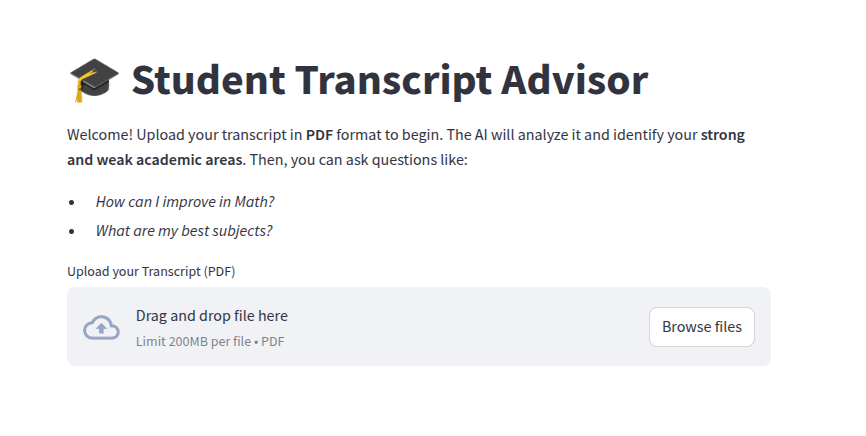 🎓 Student Transcript Advisor
Welcome! Upload your transcript in PDF format to begin. The AI will analyze it and identify your strong
and weak academic areas. Then, you can ask questions like:
• How can I improve in Math?
• What are my best subjects?
Upload your Transcript (PDF)
Drag and drop file here
Limit 200MB per file • PDF
Browse files